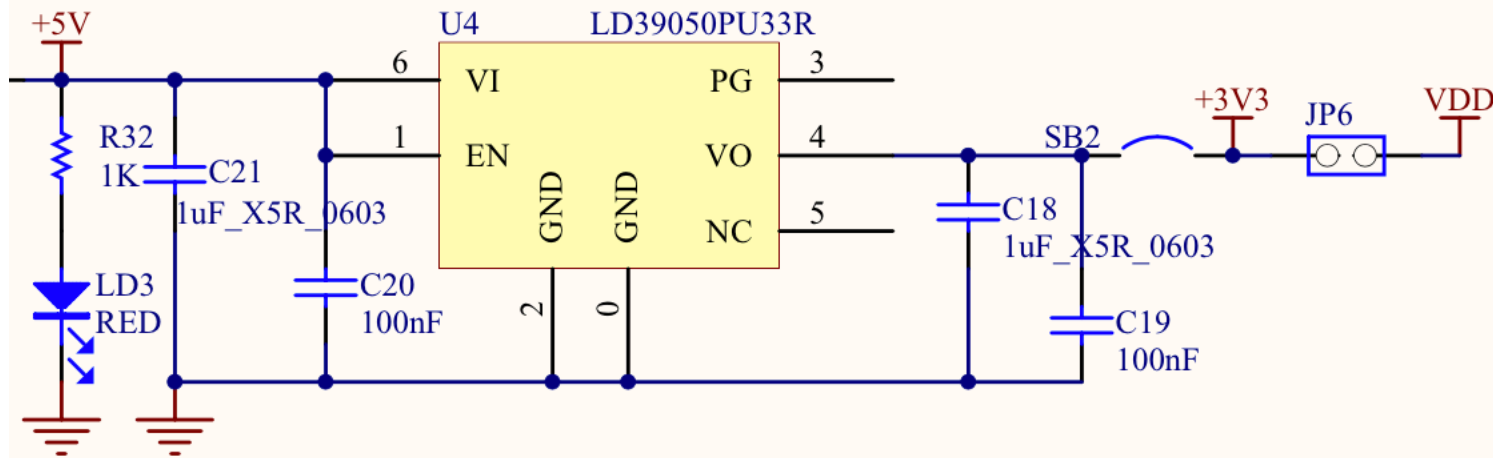 +5V
U4
LD39050PU33R
6
VI
PG
3
+3V3
VDD
JP6
R32
1K
C21
1uF_X5R_0603
1
EN
VO
4
SB2
GND
GND
NC
5
C18
1uF_X5R_0603
LD3
RED
C20
100nF
2
0
C19
100nF